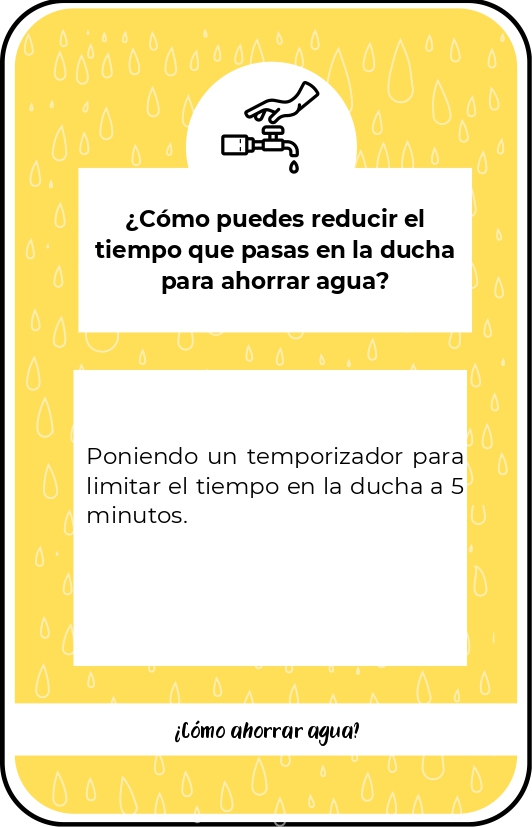 ¿Cómo puedes reducir el
tiempo que pasas en la ducha
para ahorrar agua?
Poniendo un temporizador para
limitar el tiempo en la ducha a 5
minutos.
¿Cómo ahorrar agua?